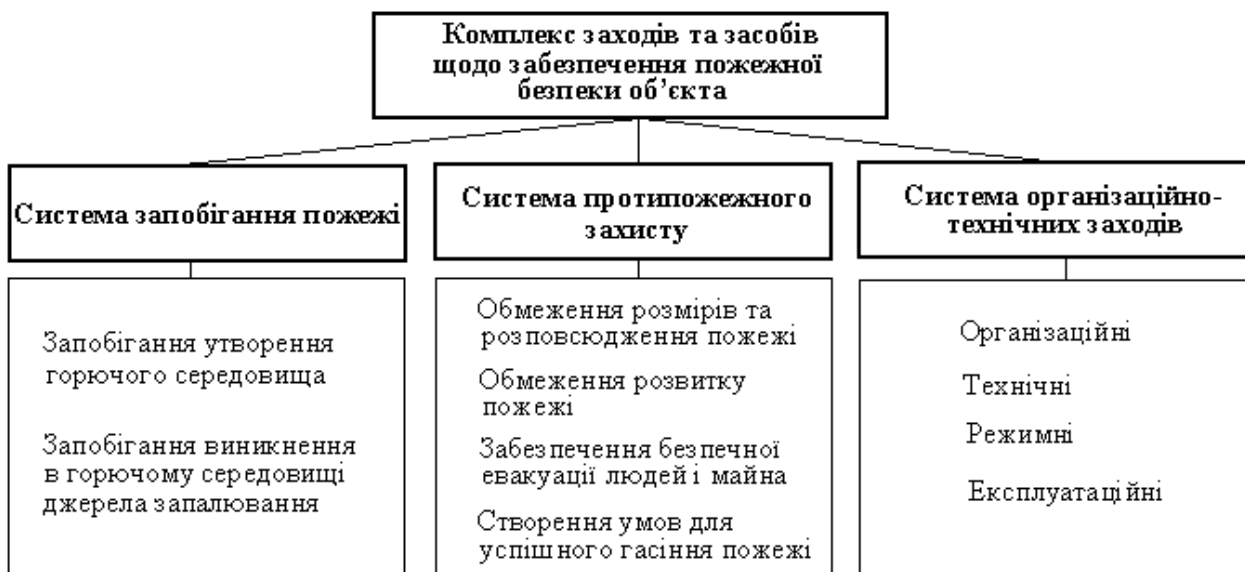 Комплекс заходів та засобів
щодо забезпечення пожежної
безпеки об’єкта
Система запобігання пожежі
Система протипожежного
захисту
Система організаційно-
технічних заходів
Запобігання утворення
горючого середовища
Запобігання виникнення
в горючому середовищі
джерела запалювання
Обмеження розмірів та
розповсюдження пожежі
Обмеження розвитку
пожежі
Забезпечення безпечної
евакуації людей і майна
Створення умов для
успішного гасіння пожежі
Організаційні
Технічні
Режимні
Експлуатаційні